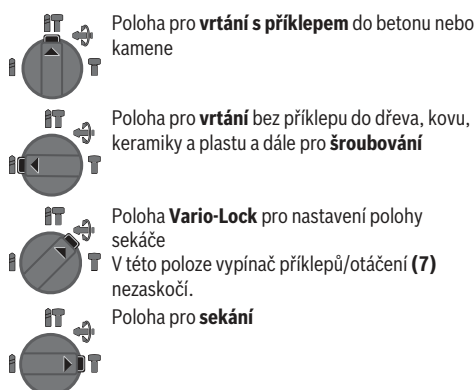 Poloha pro vrtání s příklepem do betonu nebo
kamene
Poloha pro vrtání bez příklepu do dřeva, kovu,
keramiky a plastu a dále pro šroubování
Poloha Vario-Lock pro nastavení polohy
sekáče
V této poloze vypínač příklepů/otáčení (7)
nezaskočí.
Poloha pro sekání